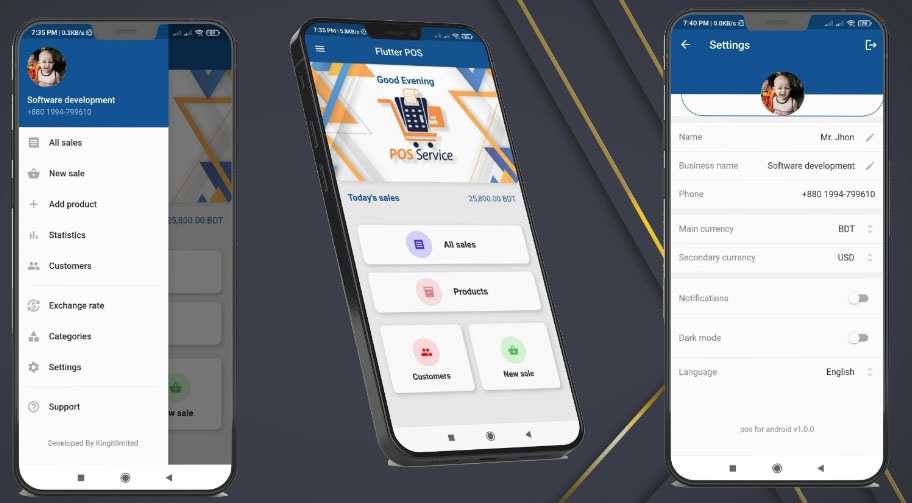 7:35 PM | 0.3KB/s
Software development
+880 1994-799610
All sales
New sale
Add product
Statistics
Customers
Exchange rate
Categories
Settings
Support
Developed By Kingitlimited
25,800.00 BDT
w sale
7:35 PM | 5.8KB/s
Flutter POS
Good Evening
POS Service
Today's sales
25,800.00 BDT
All sales
Products
Customers
New sale
7:40 PM | 0.0KB/s
Settings
Name
Mr. Jhon
Business name
Software development
Phone
+880 1994-799610
Main currency
BDT
Secondary currency
USD
Notifications
Dark mode
Language
English
pos for android v1.0.0